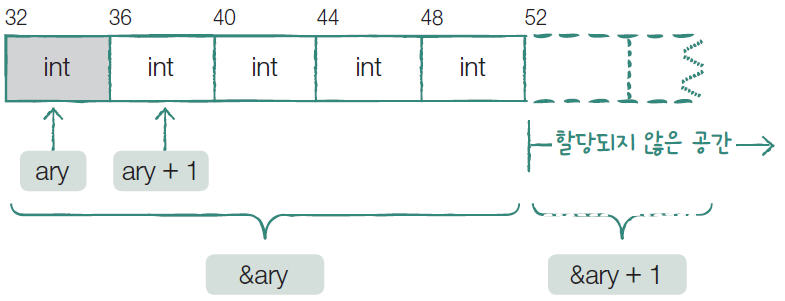 32 36 40 44 48 52
int int int int int
할당되지 않은 공간
ary ary + 1
&ary &ary + 1